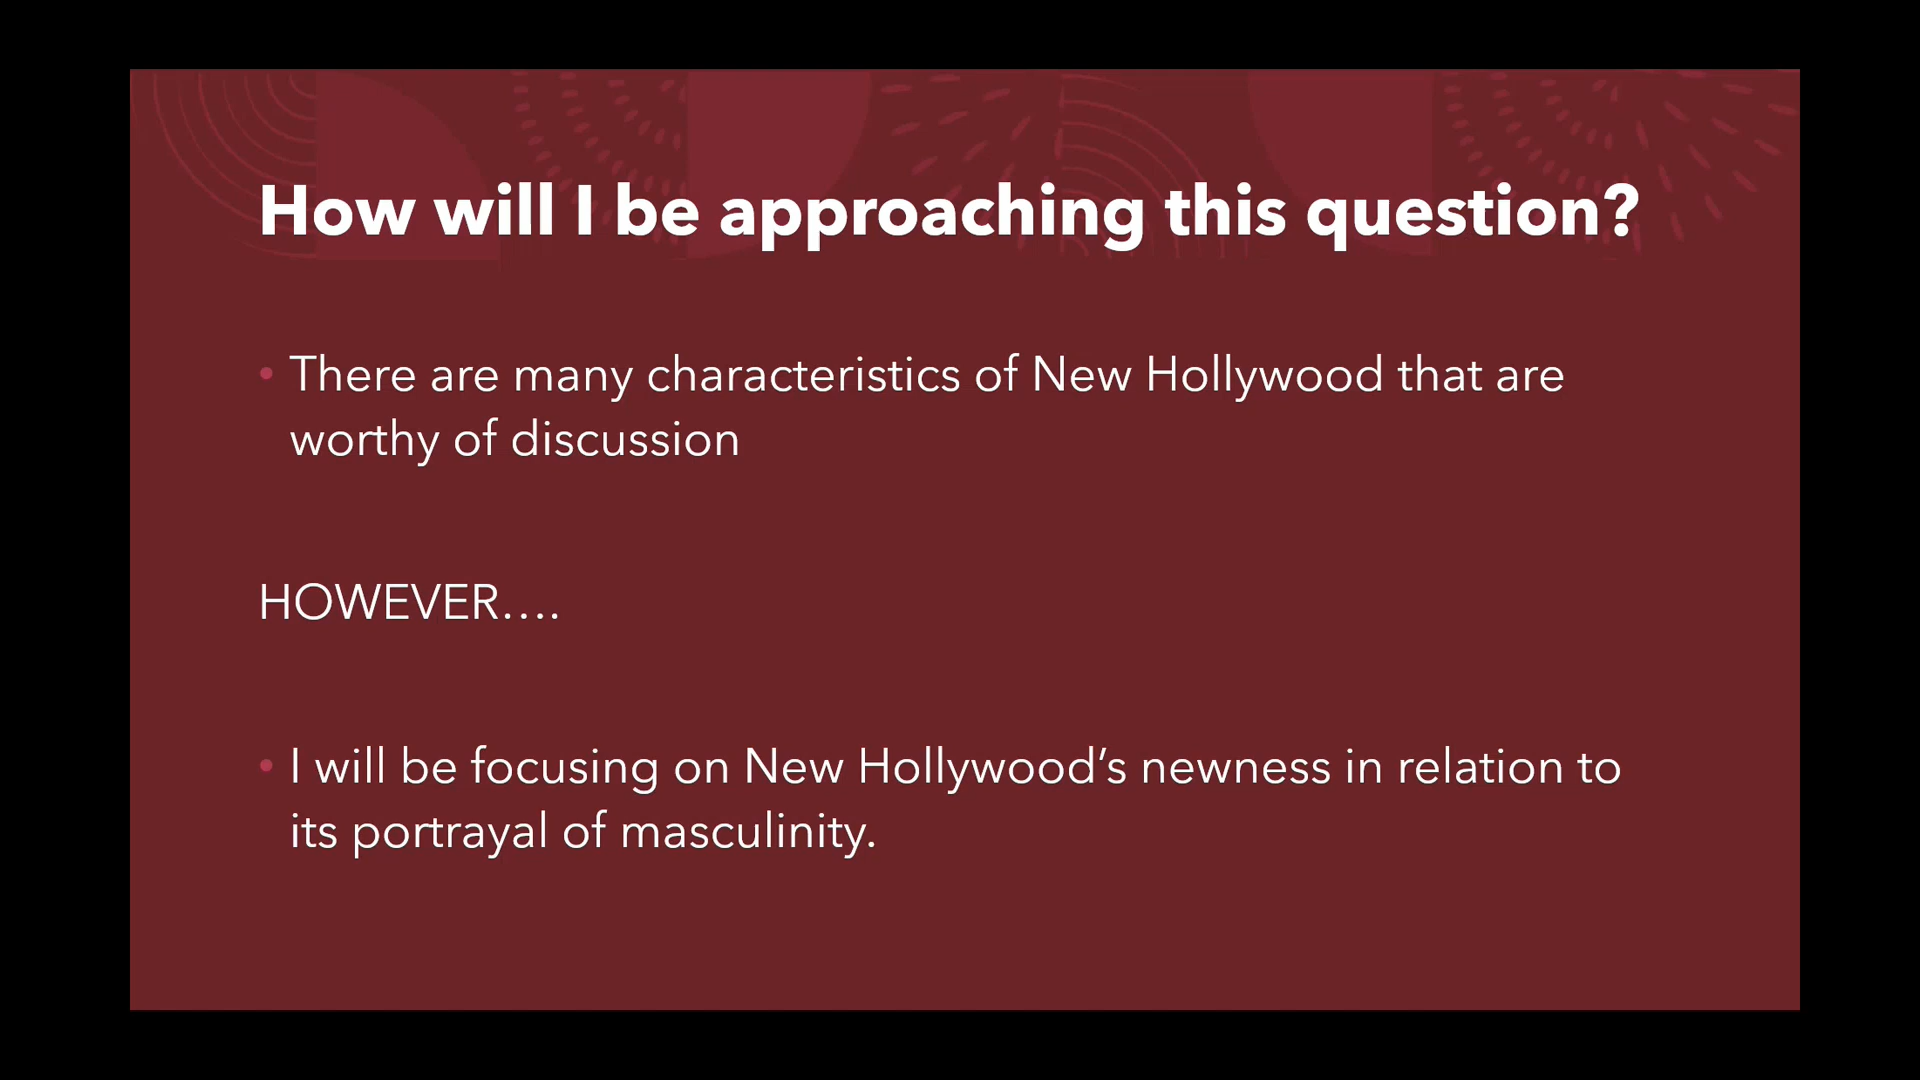 How will I be approaching this question?
• There are many characteristics of New Hollywood that are
worthy of discussion
HOWEVER….
• I will be focusing on New Hollywood’s newness in relation to
its portrayal of masculinity.